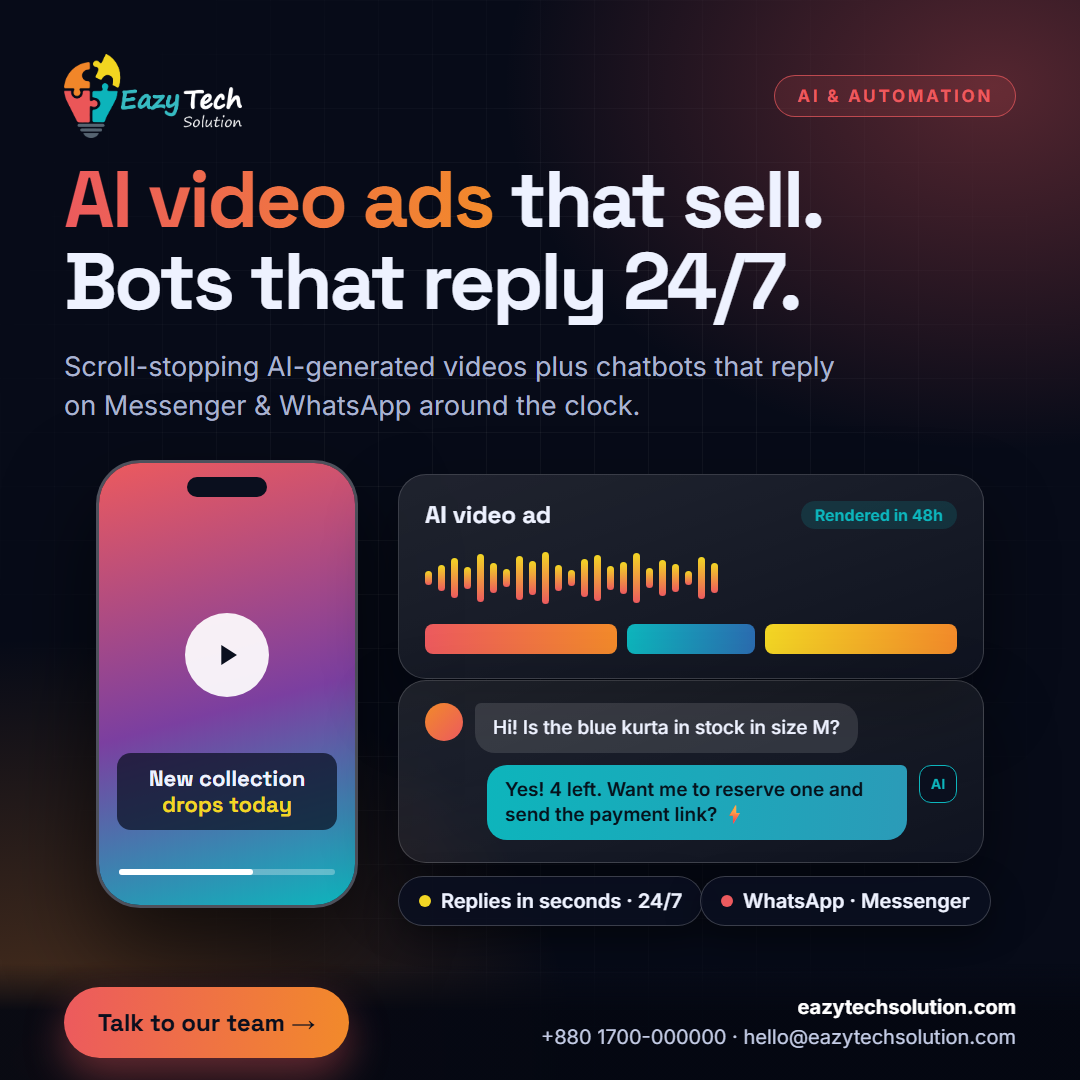 Eazy Tech
Solution
AI & AUTOMATION
AI video ads that sell.
Bots that reply 24/7.
Scroll-stopping AI-generated videos plus chatbots that reply
on Messenger & WhatsApp around the clock.
New collection
drops today
AI video ad
Rendered in 48h
Hi! Is the blue kurta in stock in size M?
Yes! 4 left. Want me to reserve one and
send the payment link? ⚡
AI
Replies in seconds · 24/7
WhatsApp · Messenger
Talk to our team →
eazytechsolution.com
+880 1700-000000 · hello@eazytechsolution.com